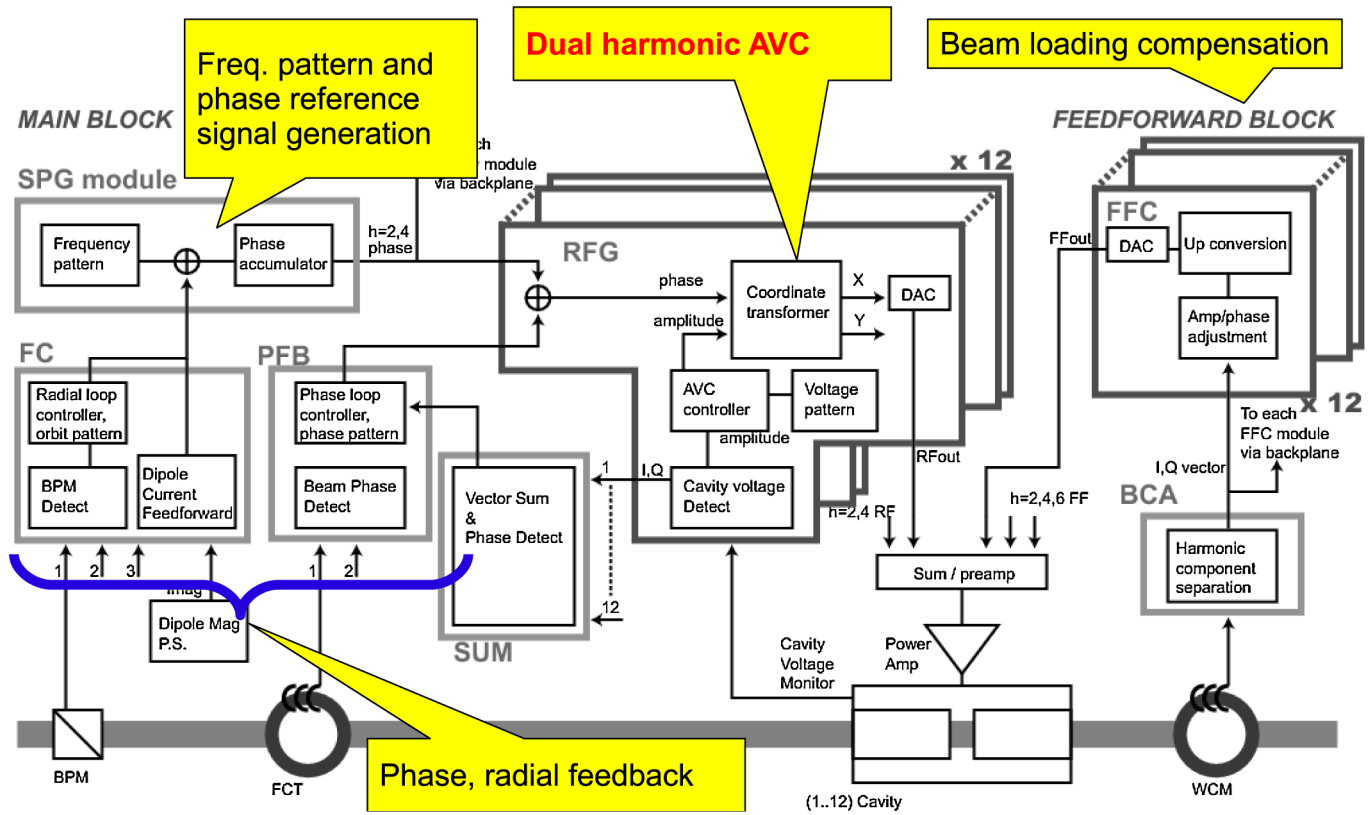 Freq. pattern and
phase reference
signal generation
Dual harmonic AVC
Beam loading compensation
MAIN BLOCK
FEEDFORWARD BLOCK
module
via backplane
x 12
SPG module
Frequency
pattern
Phase
accumulator
h=2,4
phase
RFG
phase
amplitude
Coordinate
transformer
X
Y
DAC
AVC
controller
Voltage
pattern
amplitude
Cavity voltage
Detect
I,Q
RFout
FFC
FFout
DAC
Up conversion
Amp/phase
adjustment
x 12
To each
FFC module
via backplane
I,Q vector
BCA
Harmonic
component
separation
FC
Radial loop
controller,
orbit pattern
BPM
Detect
Dipole
Current
Feedforward
PFB
Phase loop
controller,
phase pattern
Beam Phase
Detect
Vector Sum
&
Phase Detect
1
12
SUM
1
2
3
Imag
1
2
Dipole Mag
P.S.
h=2,4 RF
h=2,4,6 FF
Sum / preamp
Cavity
Voltage
Monitor
Power
Amp
Phase, radial feedback
BPM
FCT
(1..12) Cavity
WCM